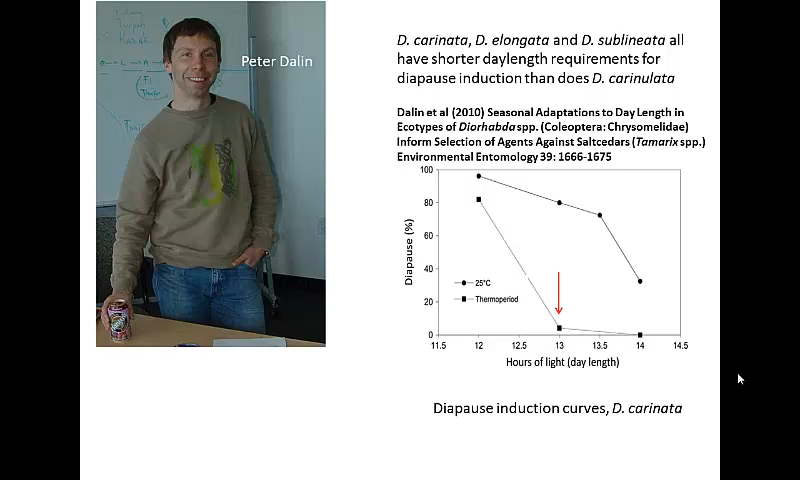 Peter Dalin
D. carinata, D. elongata and D. sublineata all
have shorter daylength requirements for
diapause induction than does D. carinulata
Dalin et al (2010) Seasonal Adaptations to Day Length in
Ecotypes of Diorhabda spp. (Coleoptera: Chrysomelidae)
Inform Selection of Agents Against Saltcedars (Tamarix spp.)
Environmental Entomology 39: 1666-1675
100
80
60
40
20
0
Diapause (%)
25°C
Thermoperiod
11.5 12 12.5 13 13.5 14 14.5
Hours of light (day length)
Diapause induction curves, D. carinata